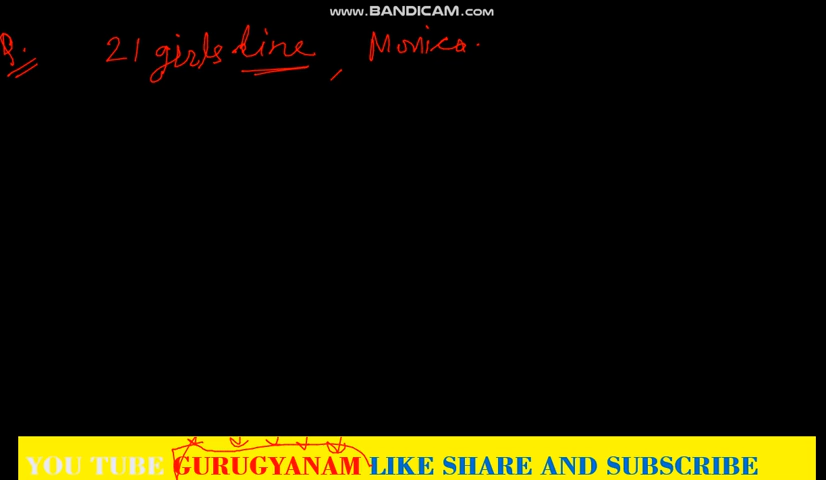 www.BANDICAM.com
Q. 21 girls line, Monica.
YOU TUBE GURUGYANAM LIKE SHARE AND SUBSCRIBE